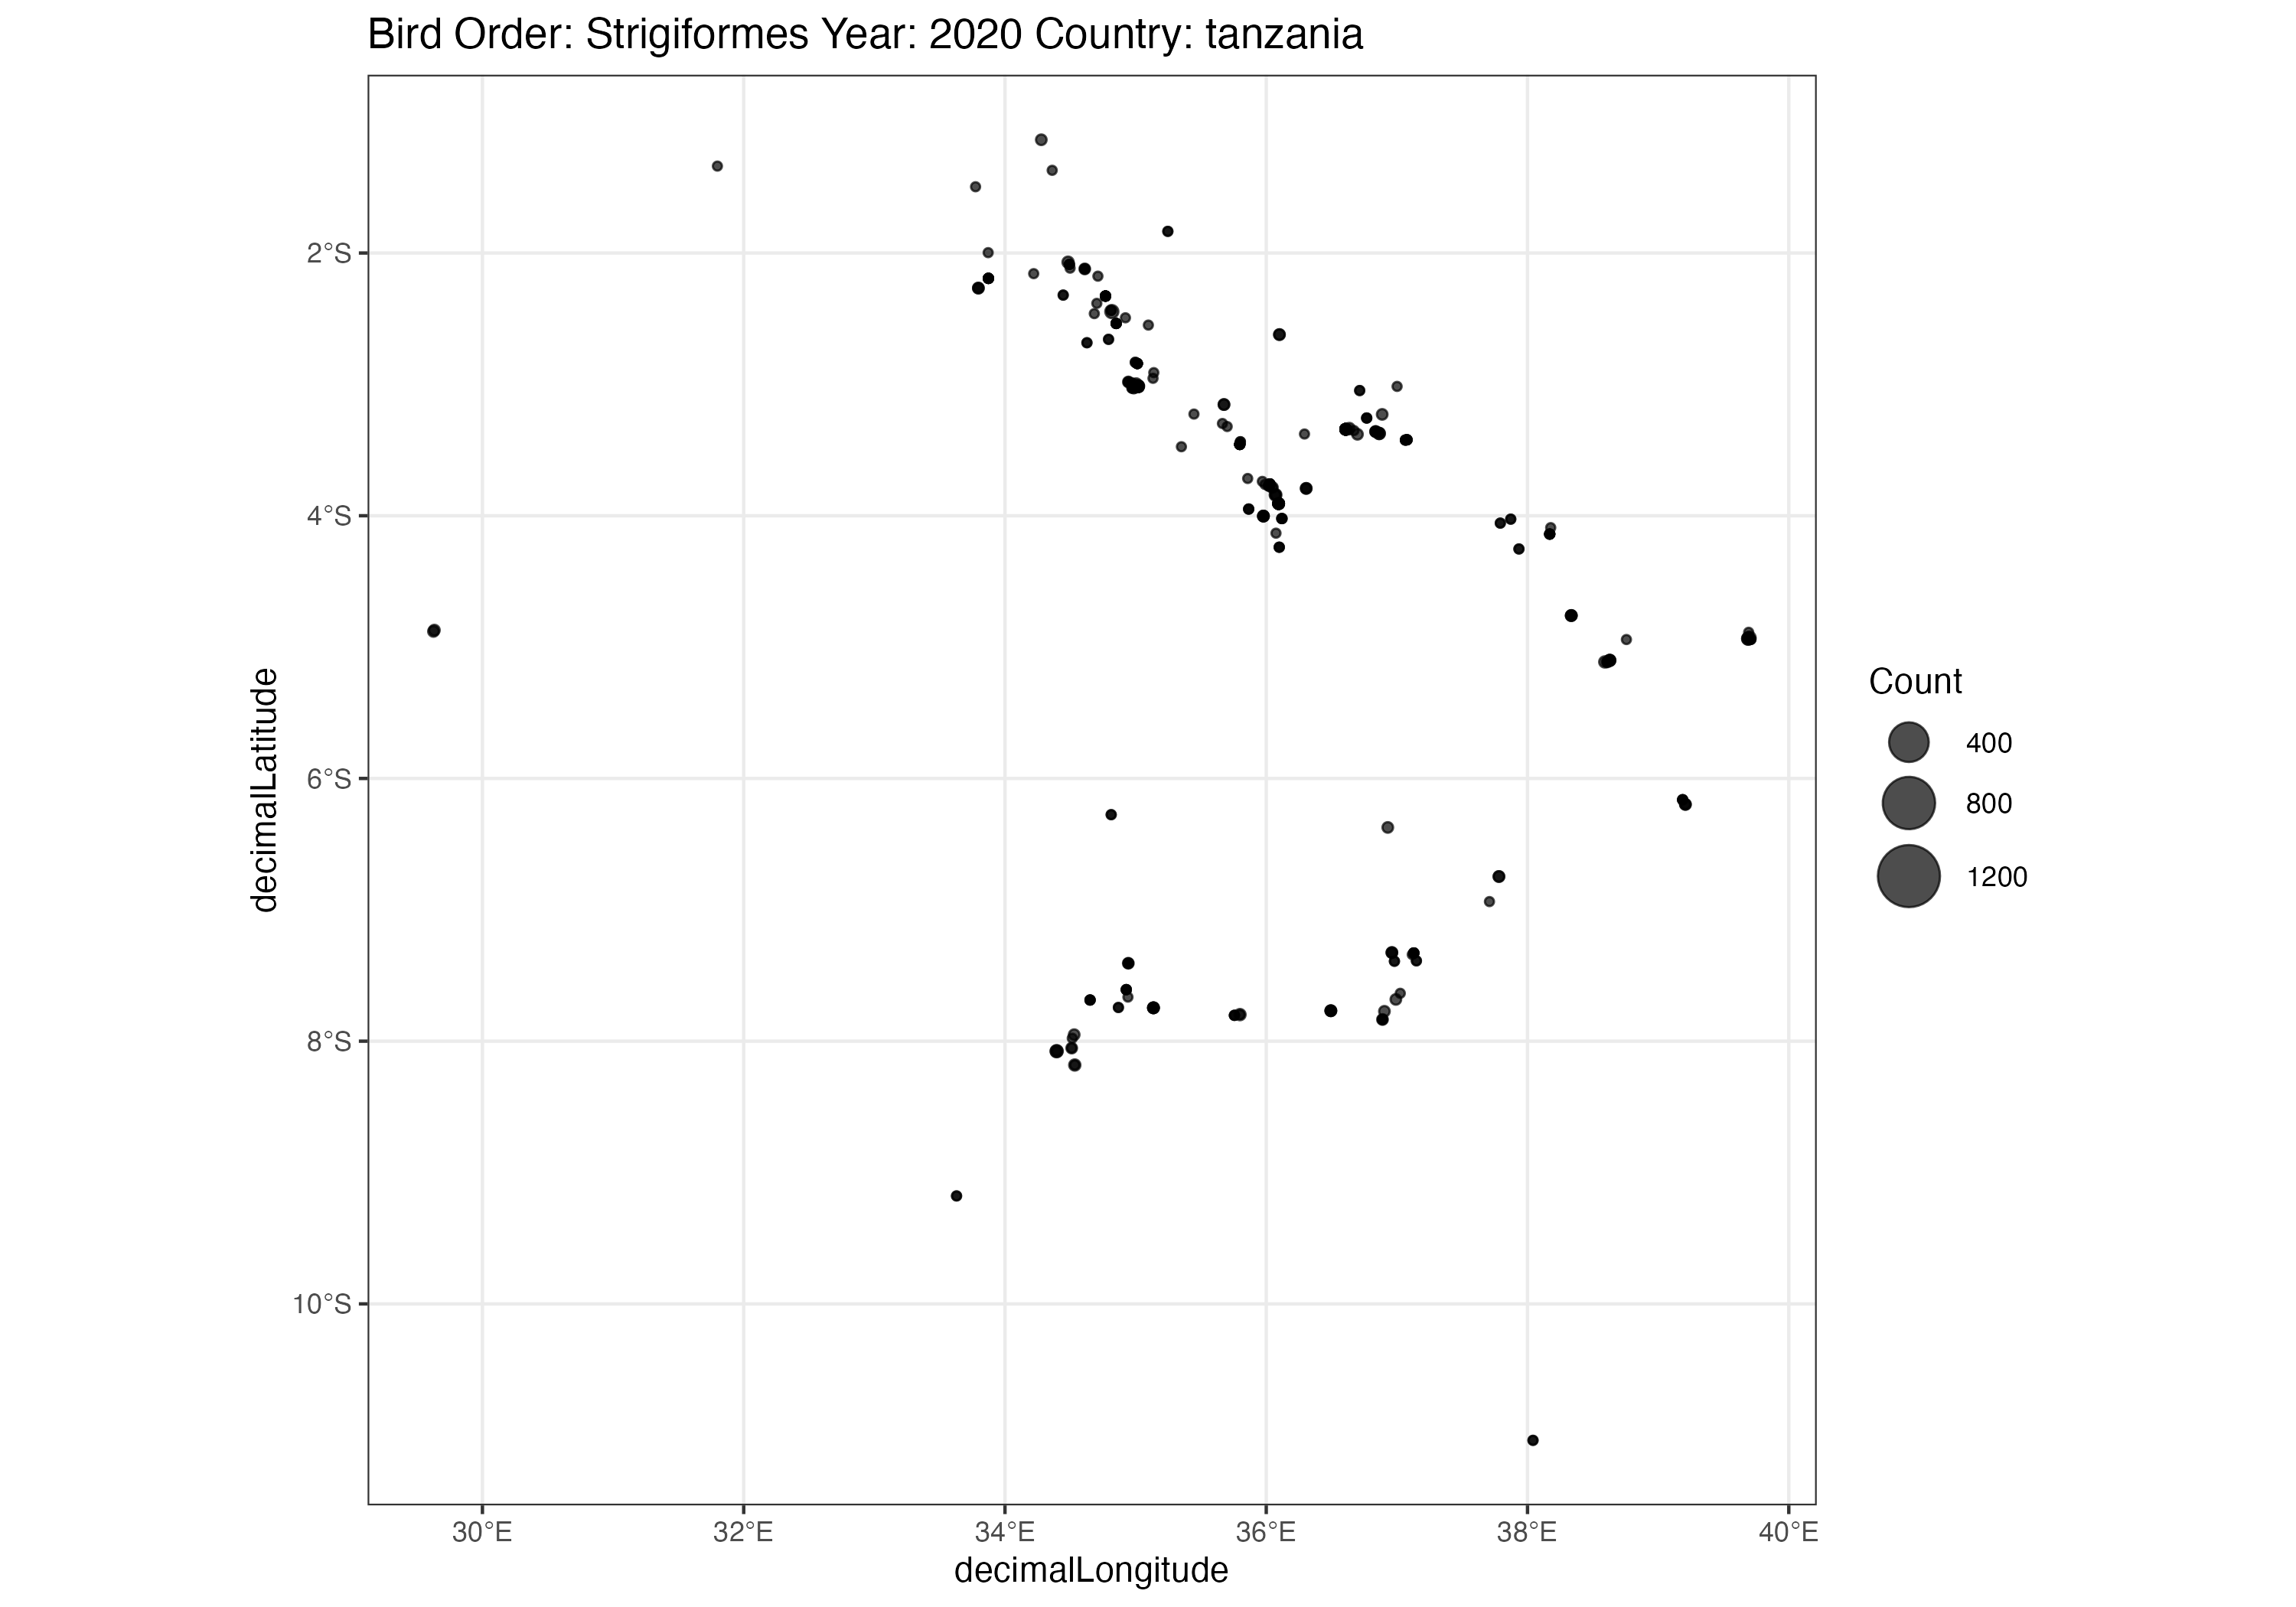 Bird Order: Strigiformes Year: 2020 Country: tanzania
2°S
4°S
6°S
8°S
10°S
decimalLatitude
30°E
32°E
34°E
36°E
38°E
40°E
decimalLongitude
Count
400
800
1200